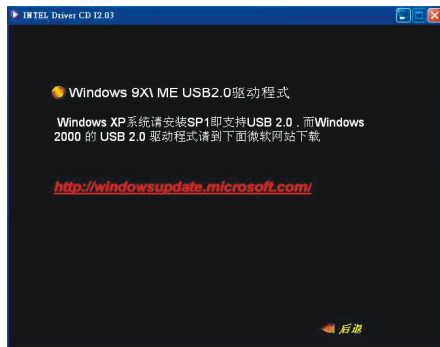 INTEL Driver CD I2.03
Windows 9X\ ME USB2.0驱动程式
Windows XP系统请安装SP1即支持USB 2.0 . 而Windows
2000 的 USB 2.0 驱动程式请到下面微软网站下载
http://windowsupdate.microsoft.com/
后退